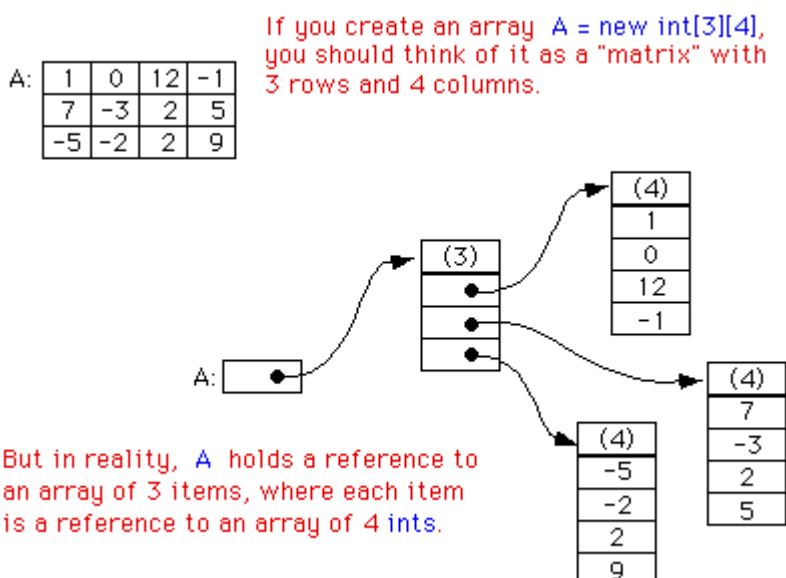 If you create an array A = new int[3][4],
you should think of it as a "matrix" with
3 rows and 4 columns.
A:
1 0 12 -1
7 -3 2 5
-5 -2 2 9
(4)
1
0
12
-1
(3)
A:
(4)
7
-3
2
5
(4)
-5
-2
2
9
But in reality, A holds a reference to
an array of 3 items, where each item
is a reference to an array of 4 ints.